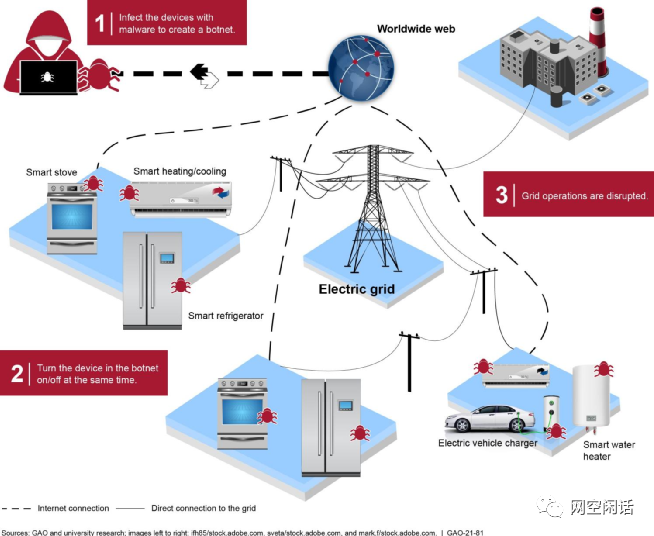 1
Infect the devices with
malware to create a botnet.
Worldwide web
Smart stove
Smart heating/cooling
3
Grid operations are disrupted.
Electric grid
Smart refrigerator
2
Turn the device in the botnet
on/off at the same time.
Electric vehicle charger
Smart water
heater
Internet connection
Direct connection to the grid
网空闲话
Sources: GAO and university research; images left to right: ifh85/stock.adobe.com, sveta/stock.adobe.com, and mark.f/stock.adobe.com. | GAO-21-81